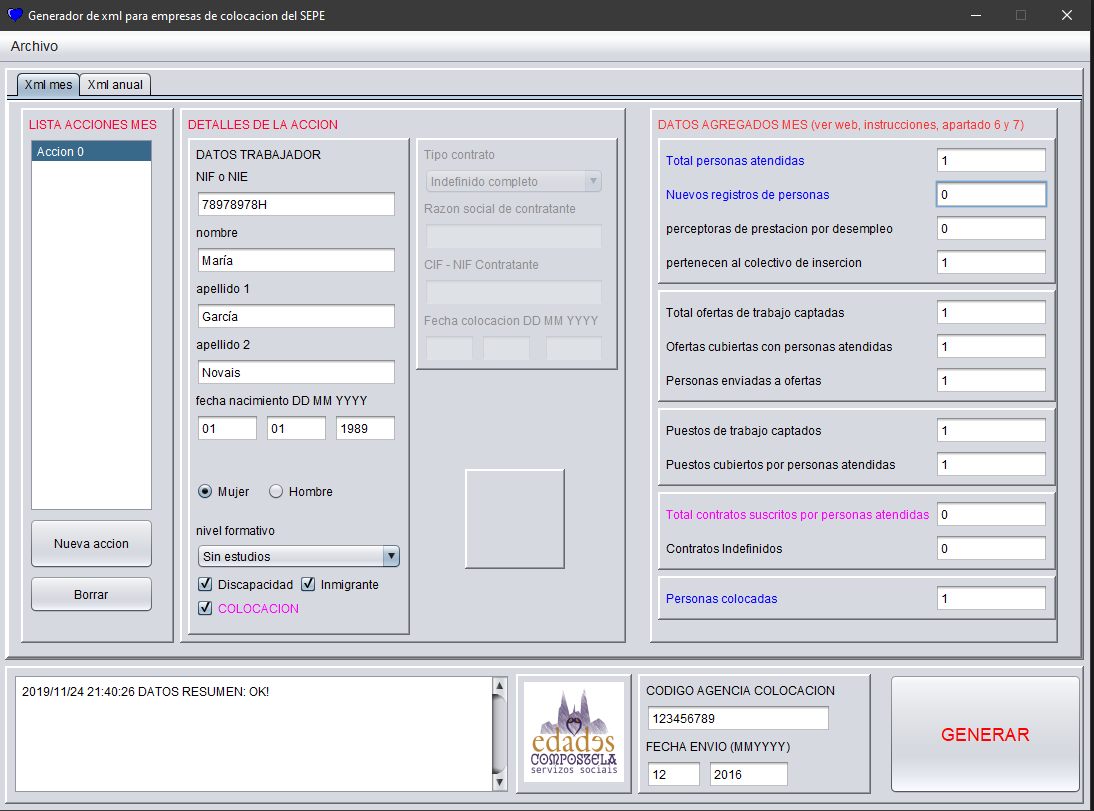 Generador de xml para empresas de colocacion del SEPE
Archivo
Xml mes
Xml anual
LISTA ACCIONES MES
Accion 0
Nueva accion
Borrar
DETALLES DE LA ACCION
DATOS TRABAJADOR
NIF o NIE
78978978H
nombre
María
apellido 1
García
apellido 2
Novais
fecha nacimiento DD MM YYYY
01 01 1989
Mujer Hombre
nivel formativo
Sin estudios
Discapacidad Inmigrante
COLOCACION
Tipo contrato
Indefinido completo
Razon social de contratante
CIF - NIF Contratante
Fecha colocacion DD MM YYYY
DATOS AGREGADOS MES (ver web, instrucciones, apartado 6 y 7)
Total personas atendidas 1
Nuevos registros de personas 0
perceptoras de prestacion por desempleo 0
pertenecen al colectivo de insercion 1
Total ofertas de trabajo captadas 1
Ofertas cubiertas con personas atendidas 1
Personas enviadas a ofertas 1
Puestos de trabajo captados 1
Puestos cubiertos por personas atendidas 1
Total contratos suscritos por personas atendidas 0
Contratos Indefinidos 0
Personas colocadas 1
2019/11/24 21:40:26 DATOS RESUMEN: OK!
edades
COMPOSTELA
servizos sociais
CODIGO AGENCIA COLOCACION
123456789
FECHA ENVIO (MMYYYY)
12 2016
GENERAR